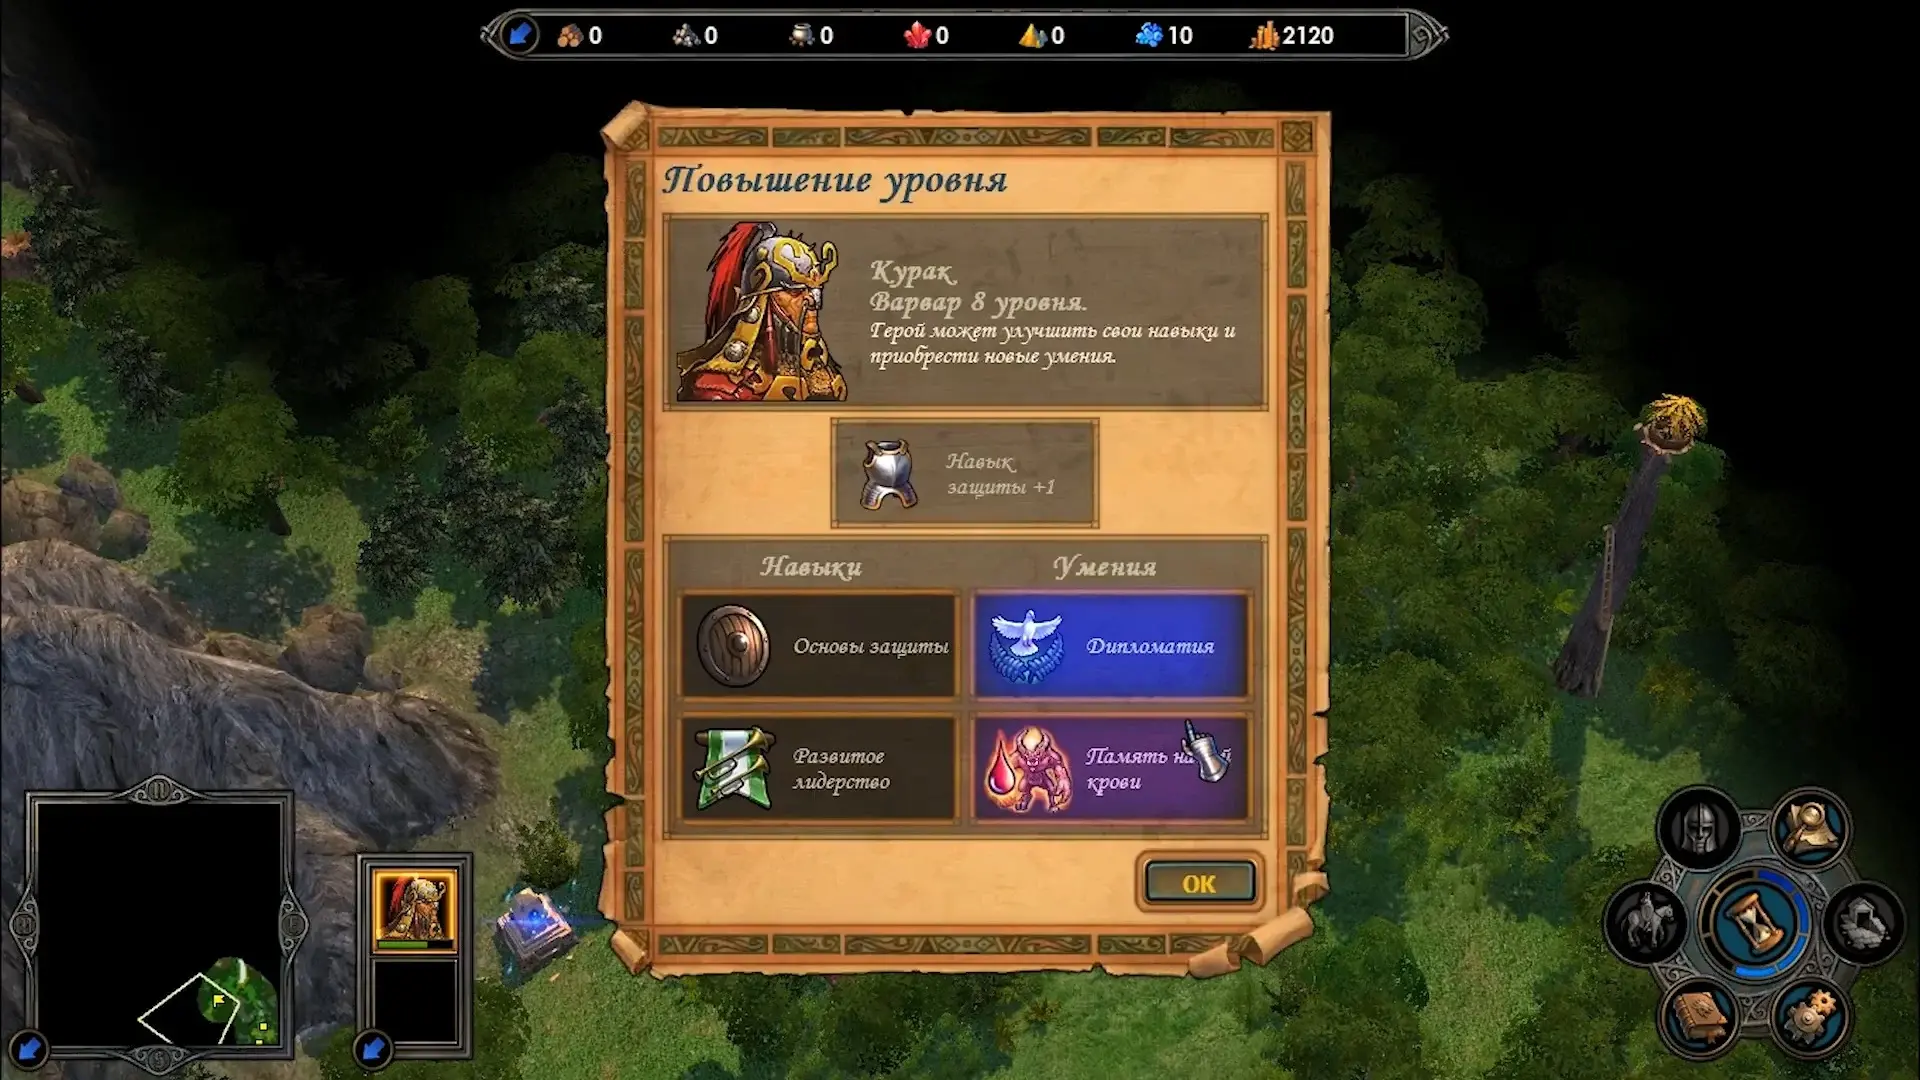 0 0 0 0 0 10 2120
Повышение уровня
Курак
Варвар 8 уровня.
Герой может улучшить свои навыки и
приобрести новые умения.
Навык
защиты +1
Навыки
Умения
Основы защиты
Дипломатия
Развитое
лидерство
Память
крови
OK